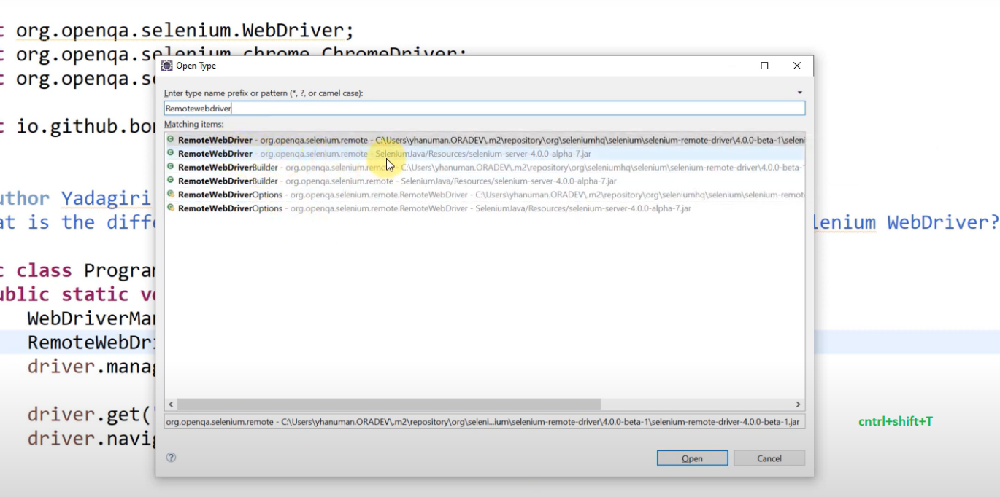 t org.openqa.selenium.WebDriver;
t org.openqa.selenium.chrome.ChromeDriver;
t org.openqa.se
t io.github.bon
Open Type
Enter type name prefix or pattern (*, ?, or camel case):
Remotewebdriver
Matching items:
RemoteWebDriver - org.openqa.selenium.remote - C:\Users\yhanuman.ORADEV\.m2\repository\org\seleniumhq\selenium\selenium-remote-driver\4.0.0-beta-1\seleni
RemoteWebDriver - org.openqa.selenium.remote - SeleniumJava/Resources/selenium-server-4.0.0-alpha-7.jar
RemoteWebDriverBuilder - org.openqa.selenium.remote - C:\Users\yhanuman.ORADEV\.m2\repository\org\seleniumhq\selenium\selenium-remote-driver\4.0.0-beta-1
RemoteWebDriverBuilder - org.openqa.selenium.remote - SeleniumJava/Resources/selenium-server-4.0.0-alpha-7.jar
RemoteWebDriverOptions - org.openqa.selenium.remote.RemoteWebDriver - C:\Users\yhanuman.ORADEV\.m2\repository\org\seleniumhq\selenium\selenium-remot
RemoteWebDriverOptions - org.openqa.selenium.remote.RemoteWebDriver - SeleniumJava/Resources/selenium-server-4.0.0-alpha-7.jar
uthor Yadagiri
at is the diffe lenium WebDriver?
c class Program
ublic static vo
WebDriverMan
RemoteWebDri
driver.manag
driver.get("
driver.navig
org.openqa.selenium.remote - C:\Users\yhanuman.ORADEV\.m2\repository\org\seleni...ium\selenium-remote-driver\4.0.0-beta-1\selenium-remote-driver-4.0.0-beta-1.jar
cntrl+shift+T
Open
Cancel